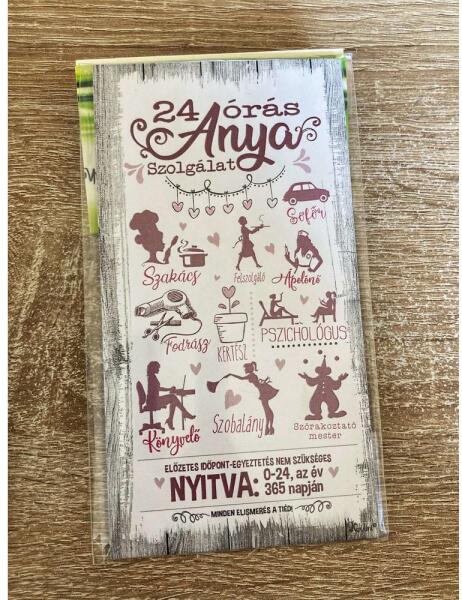 24 órás
Anya
Szolgálat
Sofőr
Szakács
Felszolgáló
Ápolónő
Fodrász
KERTÉSZ
PSZICHOLÓGUS
Könyvelő
Szobalány
Szórakoztató
mester
ELŐZETES IDŐPONT-EGYEZTETÉS NEM SZÜKSÉGES
NYITVA: 0-24, az év
365 napján
MINDEN ELISMERÉS A TIÉD!